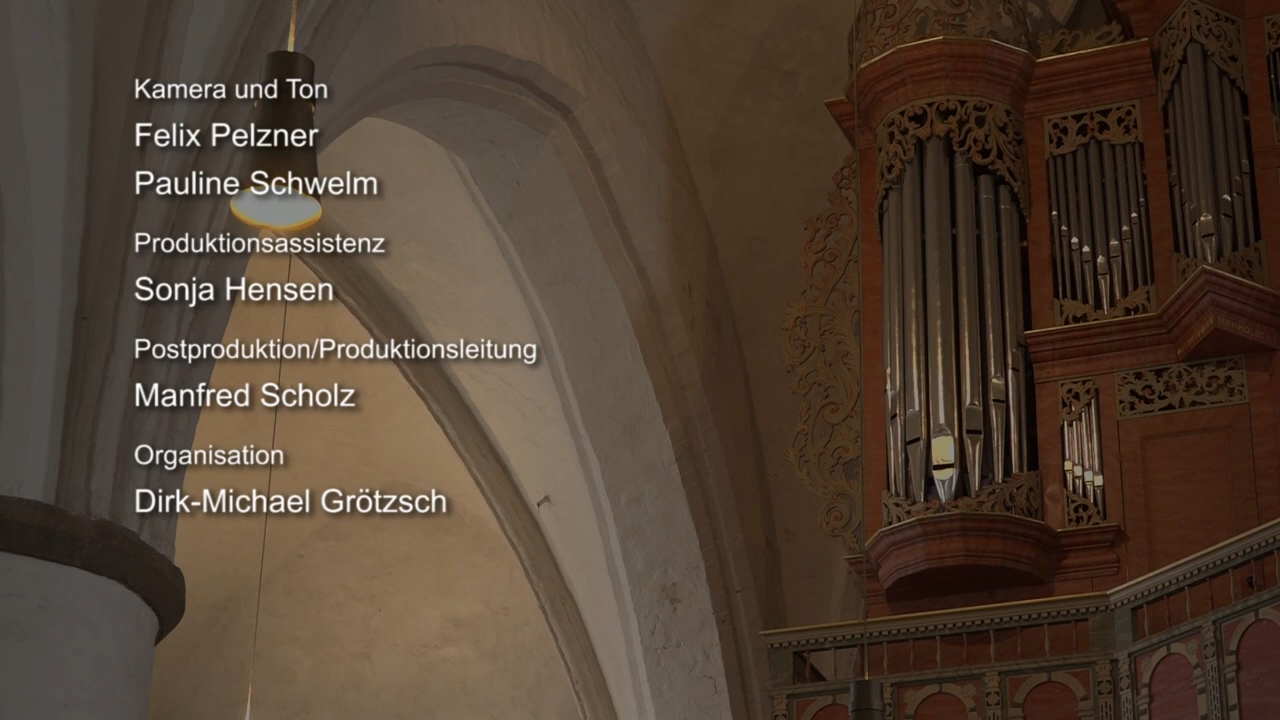 Kamera und Ton
Felix Pelzner
Pauline Schwelm
Produktionsassistenz
Sonja Hensen
Postproduktion/Produktionsleitung
Manfred Scholz
Organisation
Dirk-Michael Grötzsch